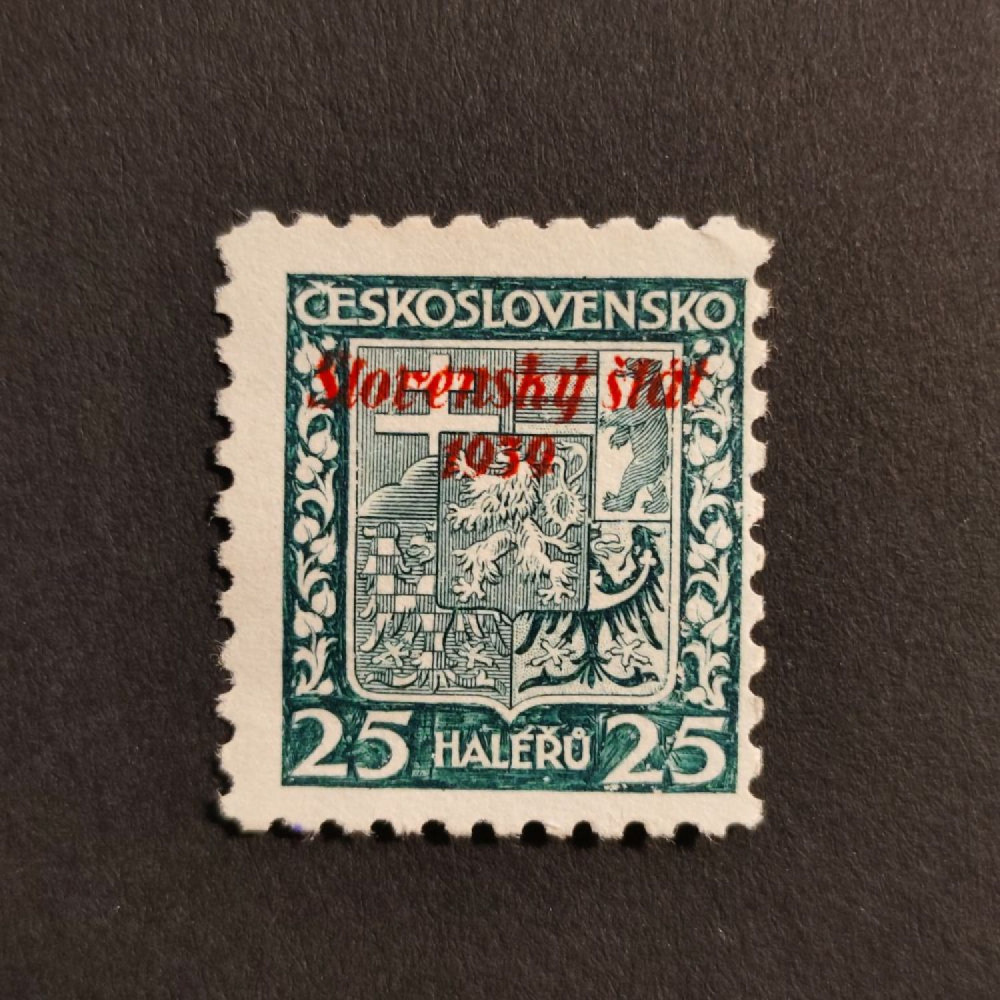 ČESKOSLOVENSKO
Slovenský štát
1939
25 HALÉŘŮ 25